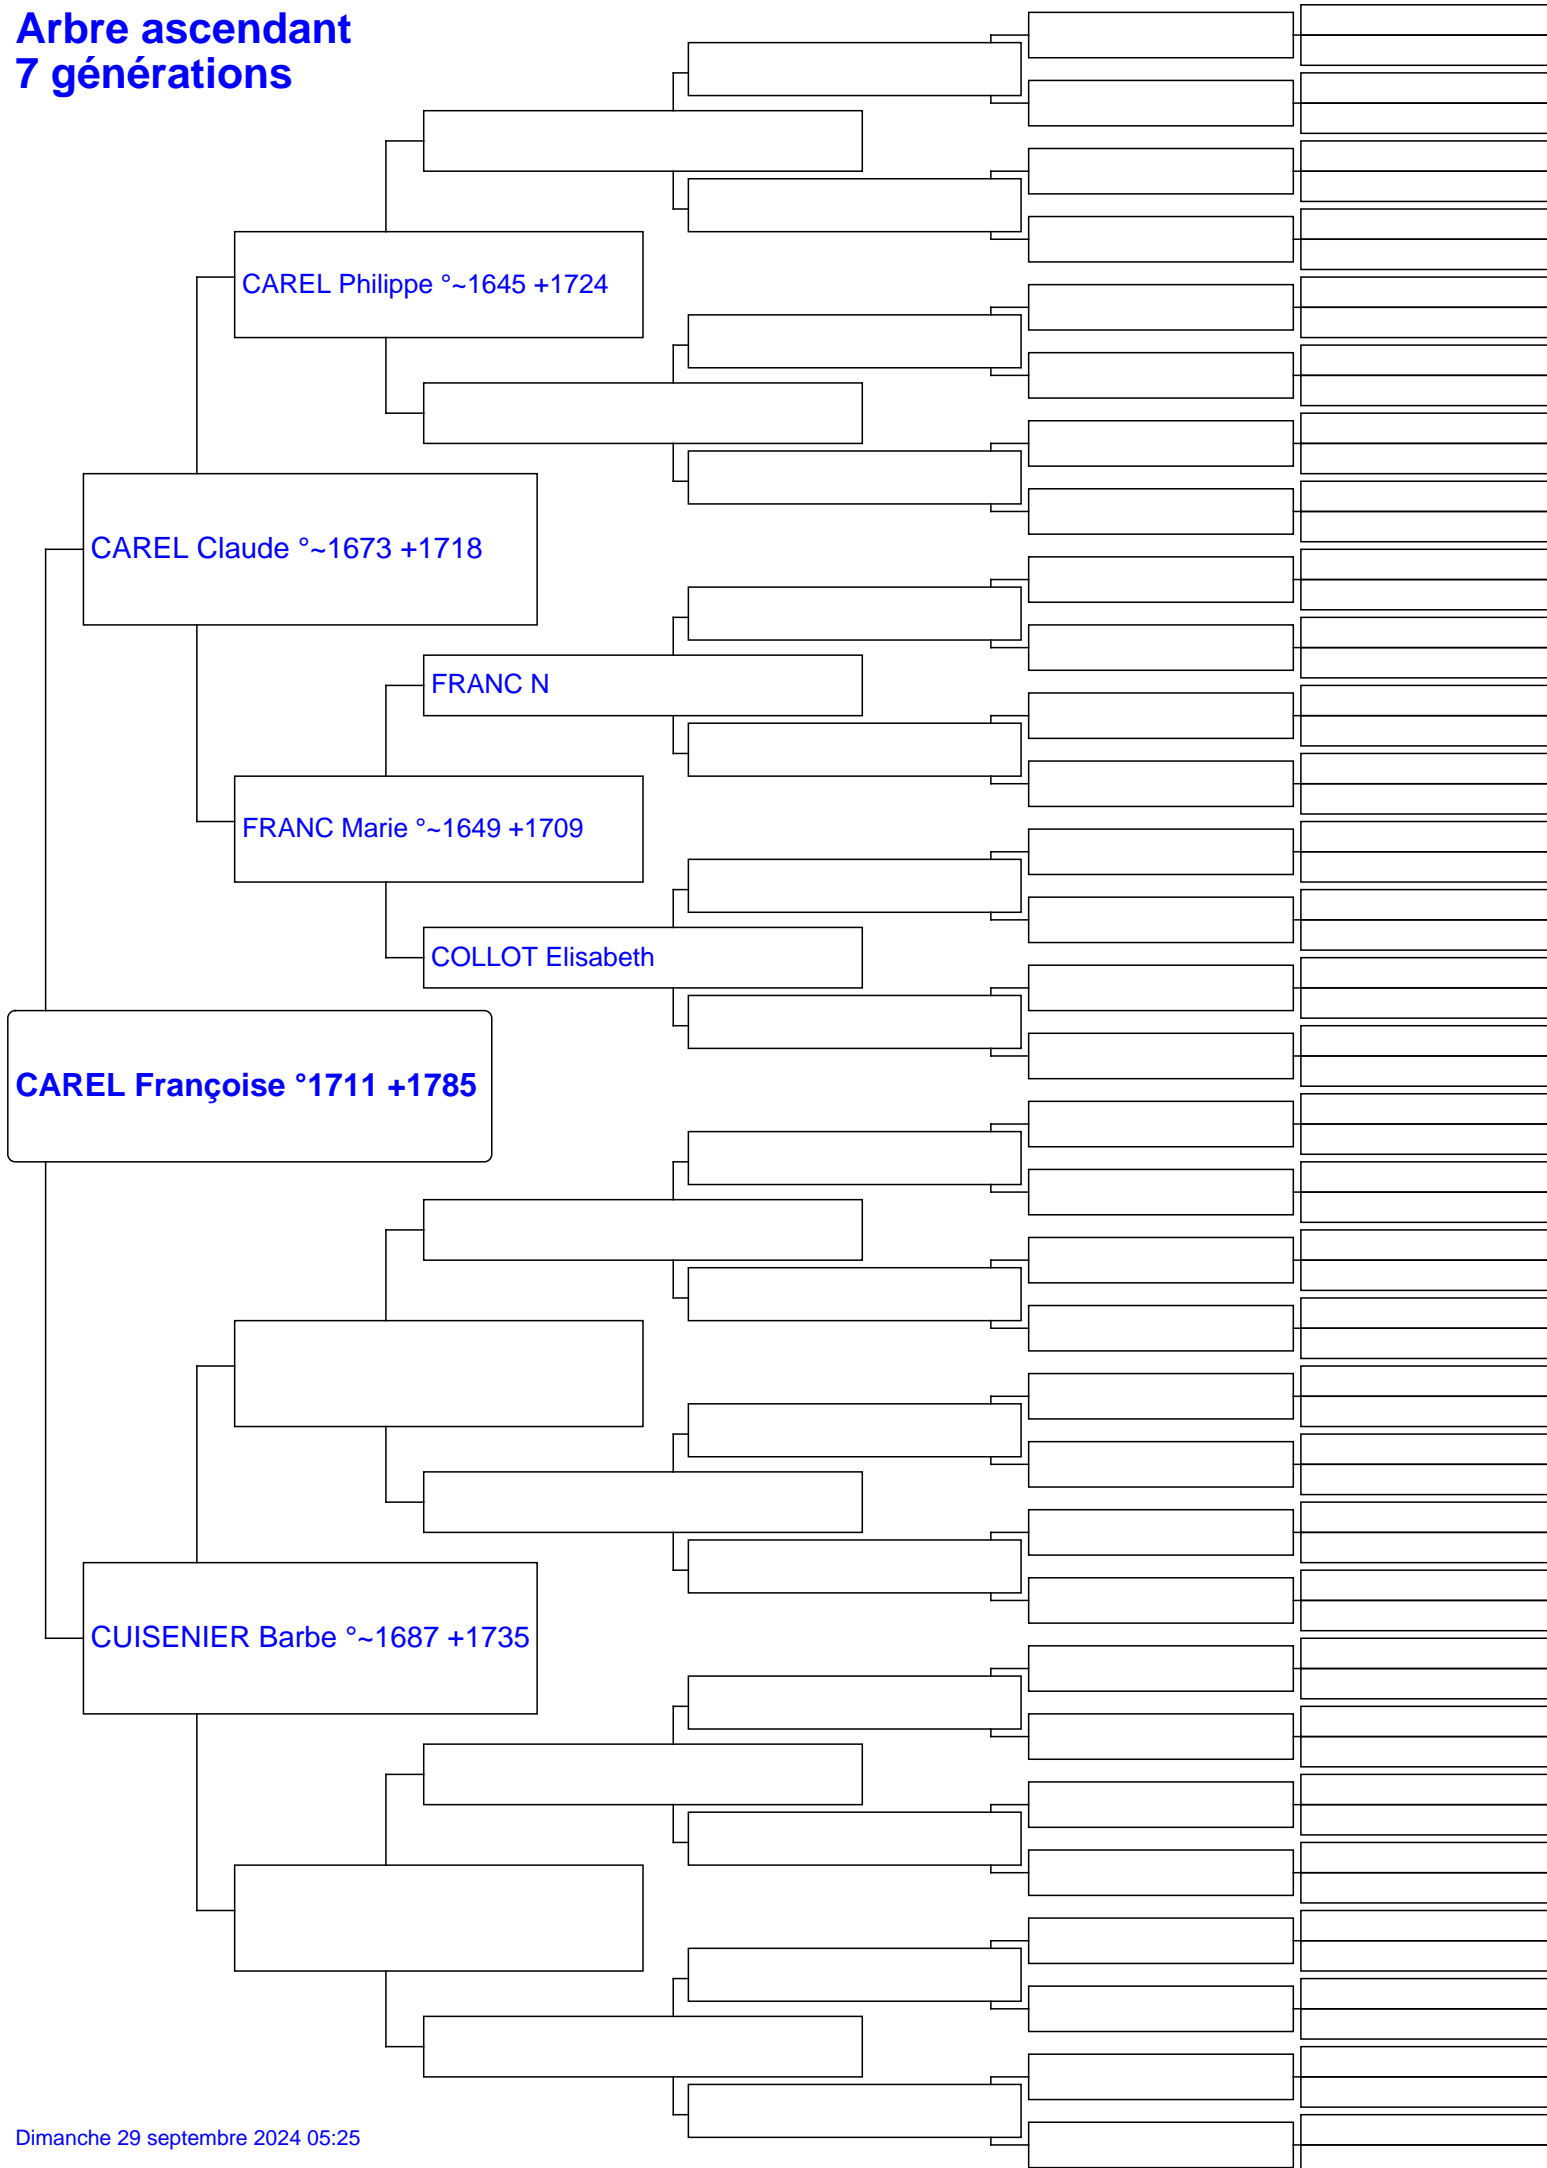 Arbre ascendant
7 générations
CAREL Philippe °~1645 +1724
CAREL Claude °~1673 +1718
FRANC N
FRANC Marie °~1649 +1709
COLLOT Elisabeth
CAREL Françoise °1711 +1785
CUISENIER Barbe °~1687 +1735
Dimanche 29 septembre 2024 05:25